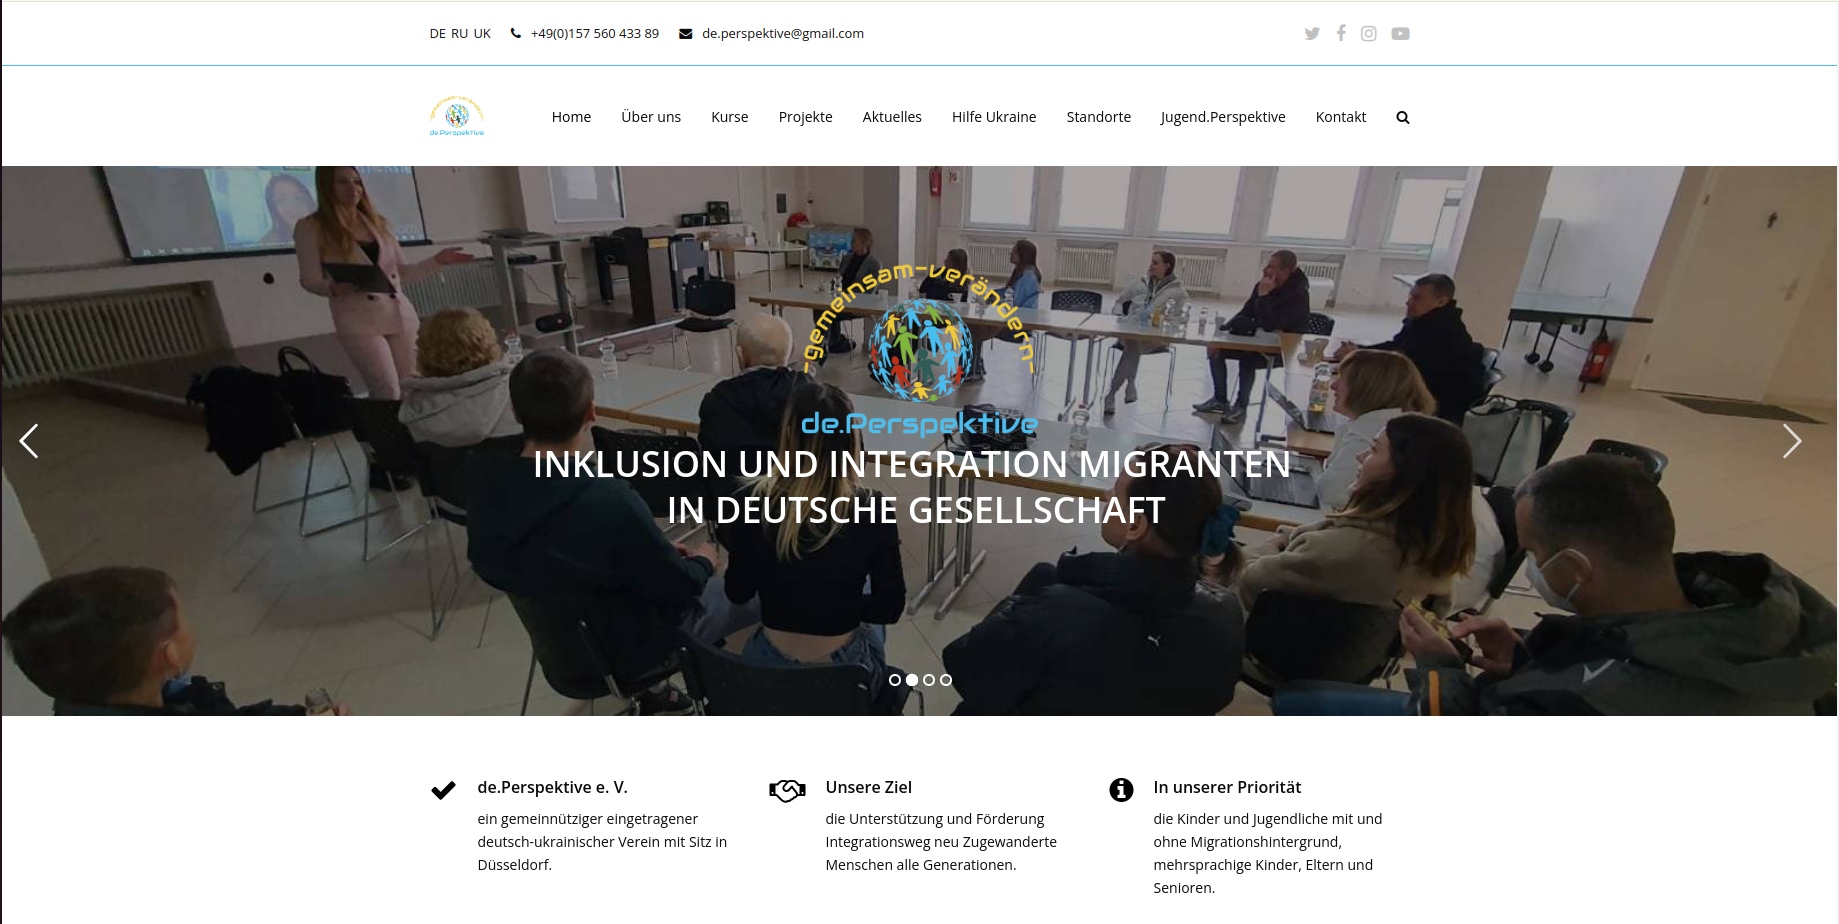 DE RU UK +49(0)157 560 433 89 de.perspektive@gmail.com
gemeinsam-verändern
de.Perspektive
Home Über uns Kurse Projekte Aktuelles Hilfe Ukraine Standorte Jugend.Perspektive Kontakt
gemeinsam-verändern
de.Perspektive
INKLUSION UND INTEGRATION MIGRANTEN
IN DEUTSCHE GESELLSCHAFT
de.Perspektive e. V.
ein gemeinnütziger eingetragener
deutsch-ukrainischer Verein mit Sitz in
Düsseldorf.
Unsere Ziel
die Unterstützung und Förderung
Integrationsweg neu Zugewanderte
Menschen alle Generationen.
In unserer Priorität
die Kinder und Jugendliche mit und
ohne Migrationshintergrund,
mehrsprachige Kinder, Eltern und
Senioren.